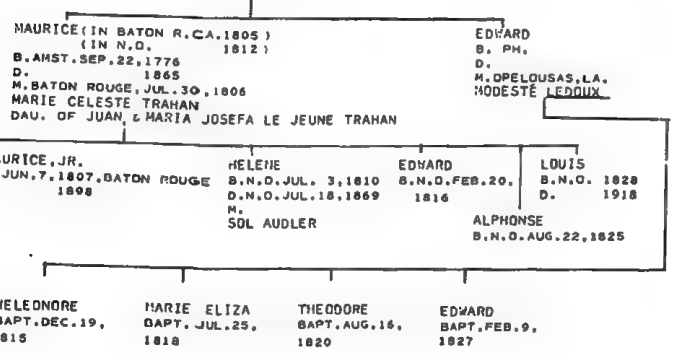 MAURICE(IN BATON R.CA.1805 )
(IN N.O. 1812 )
B.AMST.SEP.22,1776
D. 1865
M.BATON ROUGE,JUL.30,1806
MARIE CELESTE TRAHAN
DAU. OF JUAN & MARIA JOSEFA LE JEUNE TRAHAN
EDWARD
B. PH.
D.
M.OPELOUSAS,LA.
MODESTÉ LEDOUX
URICE,JR.
JUN,7,1807,BATON ROUGE
1898
HELENE
B.N.O.JUL. 3,1810
D.N.O.JUL.18,1869
M.
SOL AUDLER
EDWARD
B.N.O.FEB.20,
1816
ALPHONSE
B.N.O.AUG.22,1825
LOUIS
B.N.O. 1828
D. 1918
MELEONORE
BAPT.DEC.19,
1815
MARIE ELIZA
BAPT.JUL.25,
1818
THEODORE
BAPT.AUG.16,
1820
EDWARD
BAPT.FEB.9,
1827